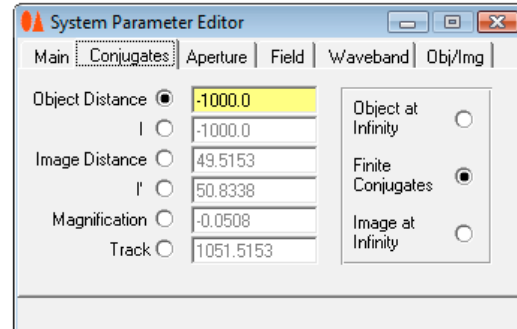 System Parameter Editor
Main Conjugates Aperture Field Waveband Obj/Img
Object Distance -1000.0
l -1000.0
Image Distance 49.5153
l' 50.8338
Magnification -0.0508
Track 1051.5153
Object at
Infinity
Finite
Conjugates
Image at
Infinity